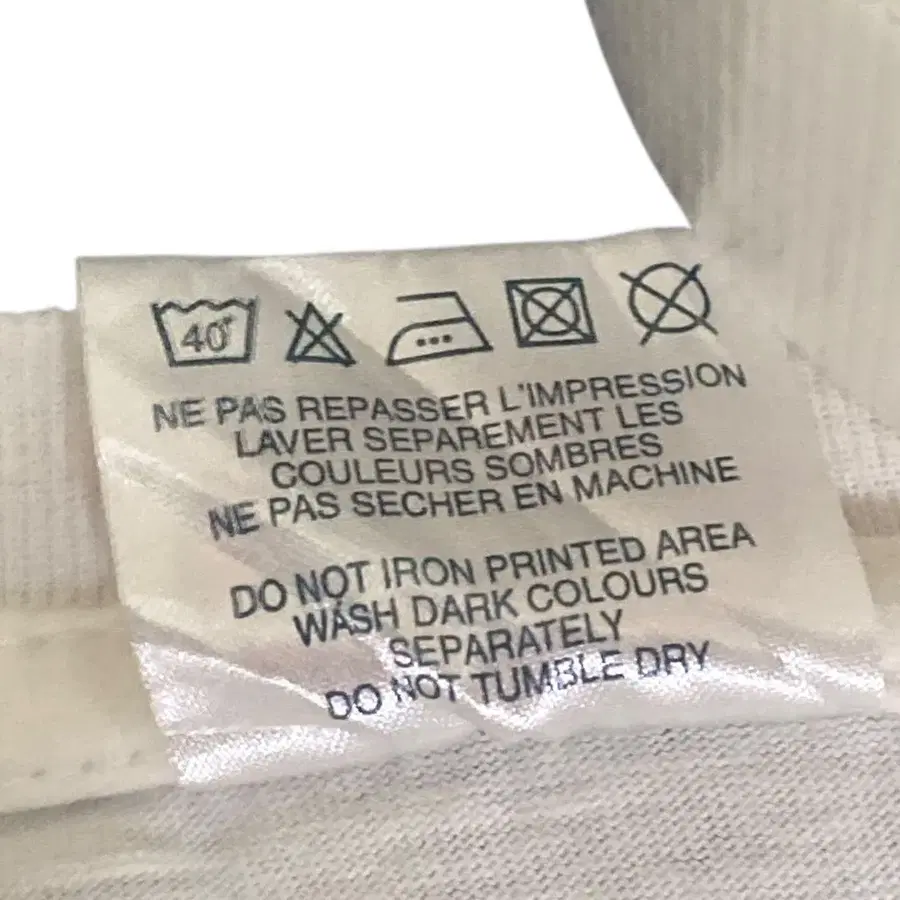 40°
NE PAS REPASSER L'IMPRESSION
LAVER SEPAREMENT LES
COULEURS SOMBRES
NE PAS SECHER EN MACHINE
DO NOT IRON PRINTED AREA
WASH DARK COLOURS
SEPARATELY
DO NOT TUMBLE DRY